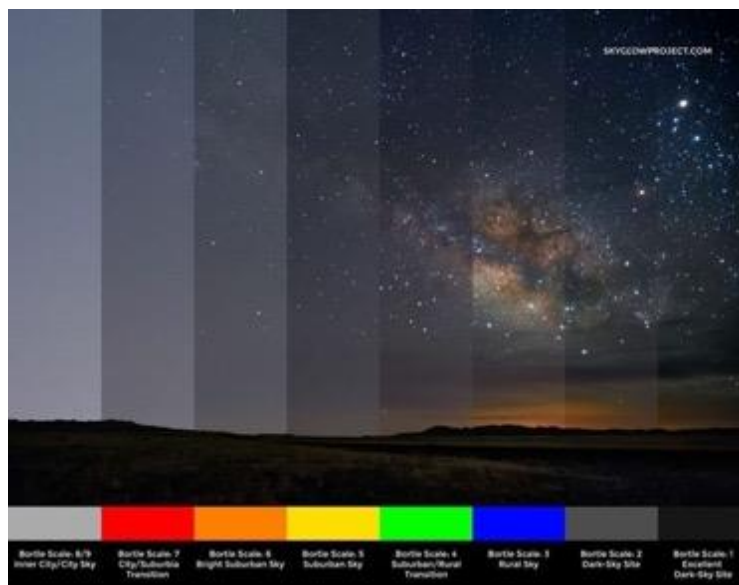 SKYGLOWPROJECT.COM
Bortle Scale: 8/9
Inner City/City Sky
Bortle Scale: 7
City/Suburbia
Transition
Bortle Scale: 6
Bright Suburban Sky
Bortle Scale: 5
Suburban Sky
Bortle Scale: 4
Suburban/Rural
Transition
Bortle Scale: 3
Rural Sky
Bortle Scale: 2
Dark-Sky Site
Bortle Scale: 1
Excellent
Dark-Sky Site